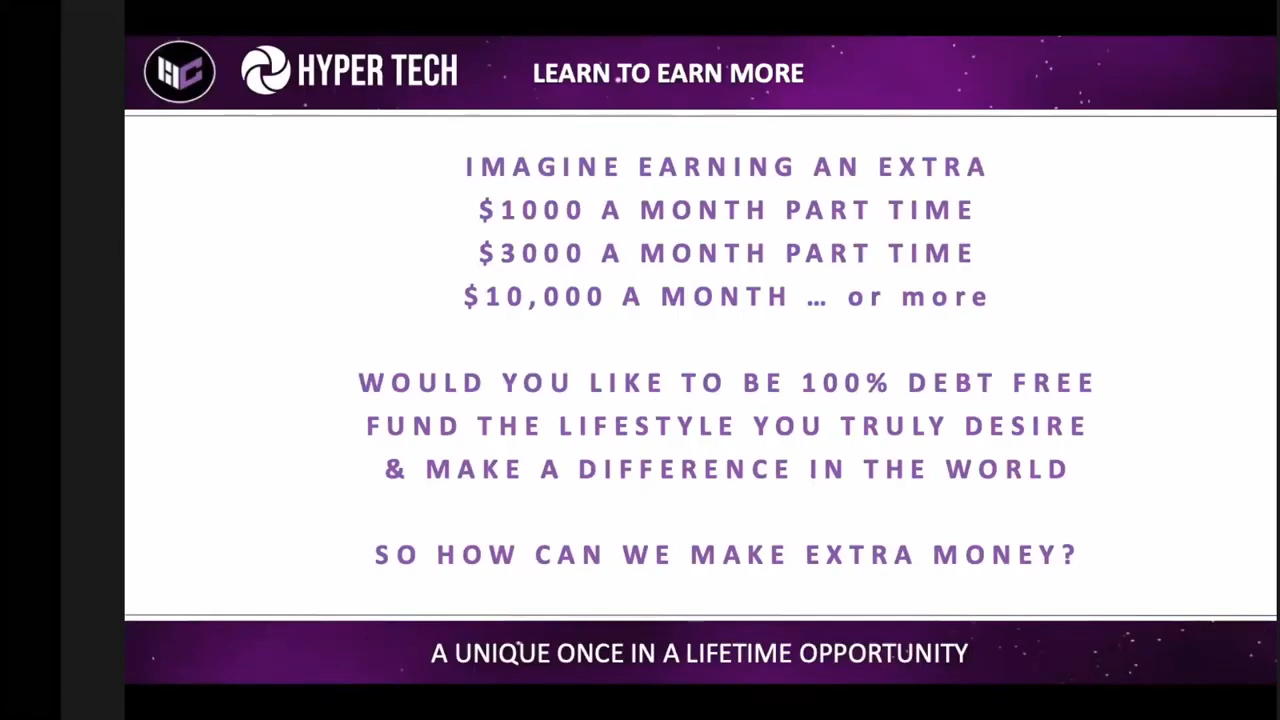 HYPER TECH
LEARN TO EARN MORE
IMAGINE EARNING AN EXTRA
$1000 A MONTH PART TIME
$3000 A MONTH PART TIME
$10,000 A MONTH … or more
WOULD YOU LIKE TO BE 100% DEBT FREE
FUND THE LIFESTYLE YOU TRULY DESIRE
& MAKE A DIFFERENCE IN THE WORLD
SO HOW CAN WE MAKE EXTRA MONEY?
A UNIQUE ONCE IN A LIFETIME OPPORTUNITY